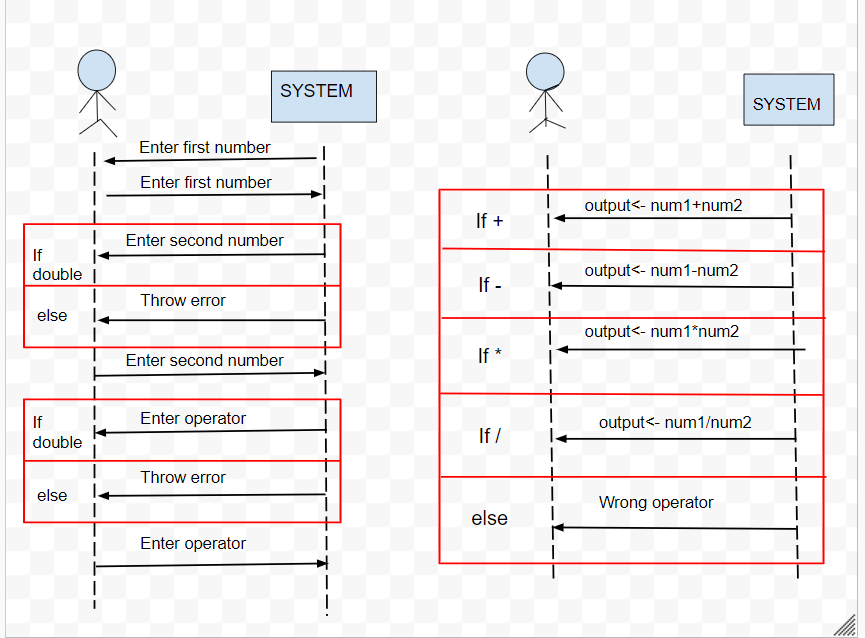 SYSTEM
Enter first number
Enter first number
If
double
Enter second number
else
Throw error
Enter second number
If
double
Enter operator
else
Throw error
Enter operator
SYSTEM
If +
output<- num1+num2
If -
output<- num1-num2
If *
output<- num1*num2
If /
output<- num1/num2
else
Wrong operator